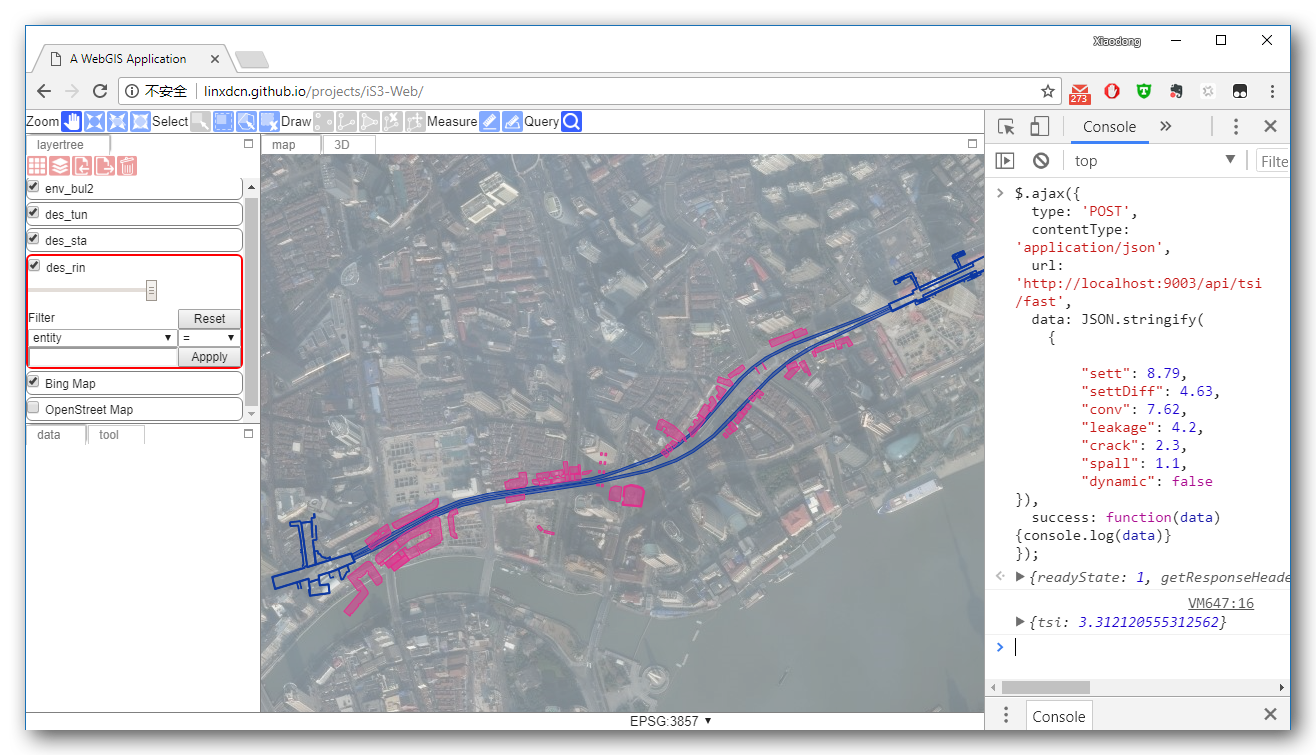 Xiaodong
A WebGIS Application
不安全 linxdcn.github.io/projects/iS3-Web/
273
Zoom Select Draw Measure Query
layertree
env_bul2
des_tun
des_sta
des_rin
Filter Reset
entity =
Appply
Bing Map
OpenStreet Map
data tool
map 3D
EPSG:3857
Console
top Filte
$.ajax({
type: 'POST',
contentType:
'application/json',
url:
'http://localhost:9003/api/tsi
/fast',
data: JSON.stringify(
{
"sett": 8.79,
"settDiff": 4.63,
"conv": 7.62,
"leakage": 4.2,
"crack": 2.3,
"spall": 1.1,
"dynamic": false
}),
success: function(data)
{console.log(data)}
});
{readyState: 1, getResponseHeade
VM647:16
{tsi: 3.312120555312562}
Console